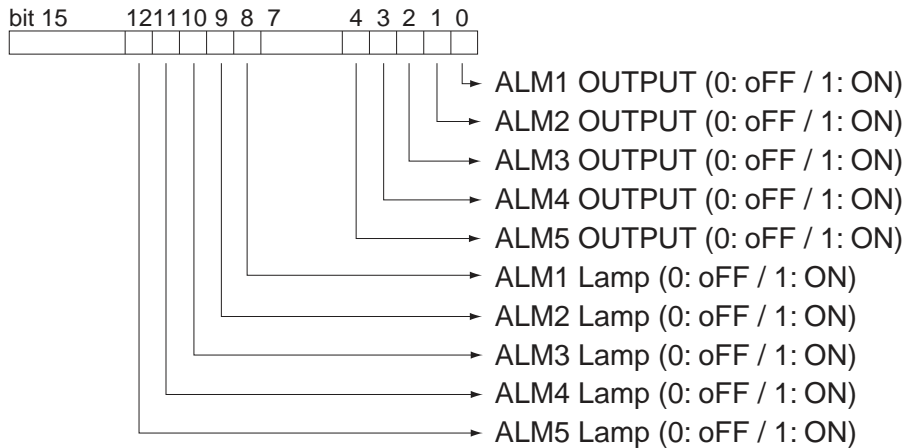 bit 15 12 11 10 9 8 7 4 3 2 1 0
ALM1 OUTPUT (0: oFF / 1: ON)
ALM2 OUTPUT (0: oFF / 1: ON)
ALM3 OUTPUT (0: oFF / 1: ON)
ALM4 OUTPUT (0: oFF / 1: ON)
ALM5 OUTPUT (0: oFF / 1: ON)
ALM1 Lamp (0: oFF / 1: ON)
ALM2 Lamp (0: oFF / 1: ON)
ALM3 Lamp (0: oFF / 1: ON)
ALM4 Lamp (0: oFF / 1: ON)
ALM5 Lamp (0: oFF / 1: ON)